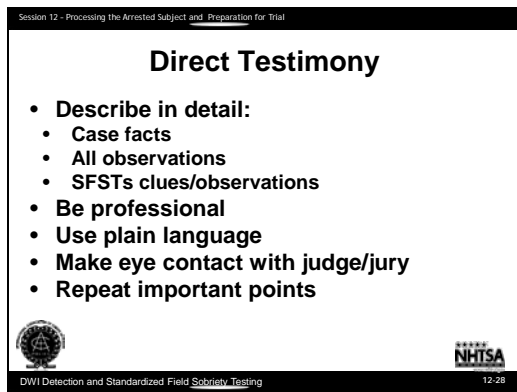 Session 12 - Processing the Arrested Subject and Preparation for Trial
Direct Testimony
• Describe in detail:
• Case facts
• All observations
• SFSTs clues/observations
• Be professional
• Use plain language
• Make eye contact with judge/jury
• Repeat important points
NHTSA
DWI Detection and Standardized Field Sobriety Testing
12-28